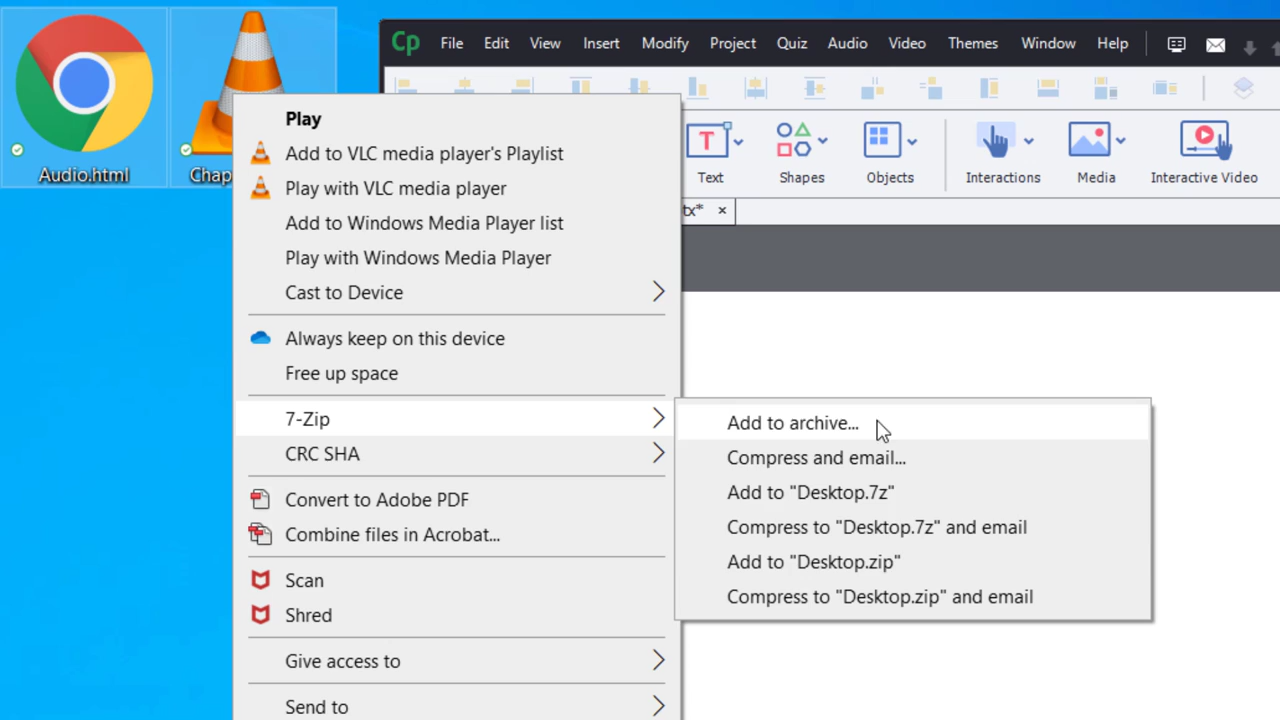 Cp File Edit View Insert Modify Project Quiz Audio Video Themes Window Help
Audio.html
Chap
Text Shapes Objects Interactions Media Interactive Video
tx* ×
Play
Add to VLC media player's Playlist
Play with VLC media player
Add to Windows Media Player list
Play with Windows Media Player
Cast to Device
Always keep on this device
Free up space
7-Zip
CRC SHA
Convert to Adobe PDF
Combine files in Acrobat...
Scan
Shred
Give access to
Send to
Add to archive...
Compress and email...
Add to "Desktop.7z"
Compress to "Desktop.7z" and email
Add to "Desktop.zip"
Compress to "Desktop.zip" and email